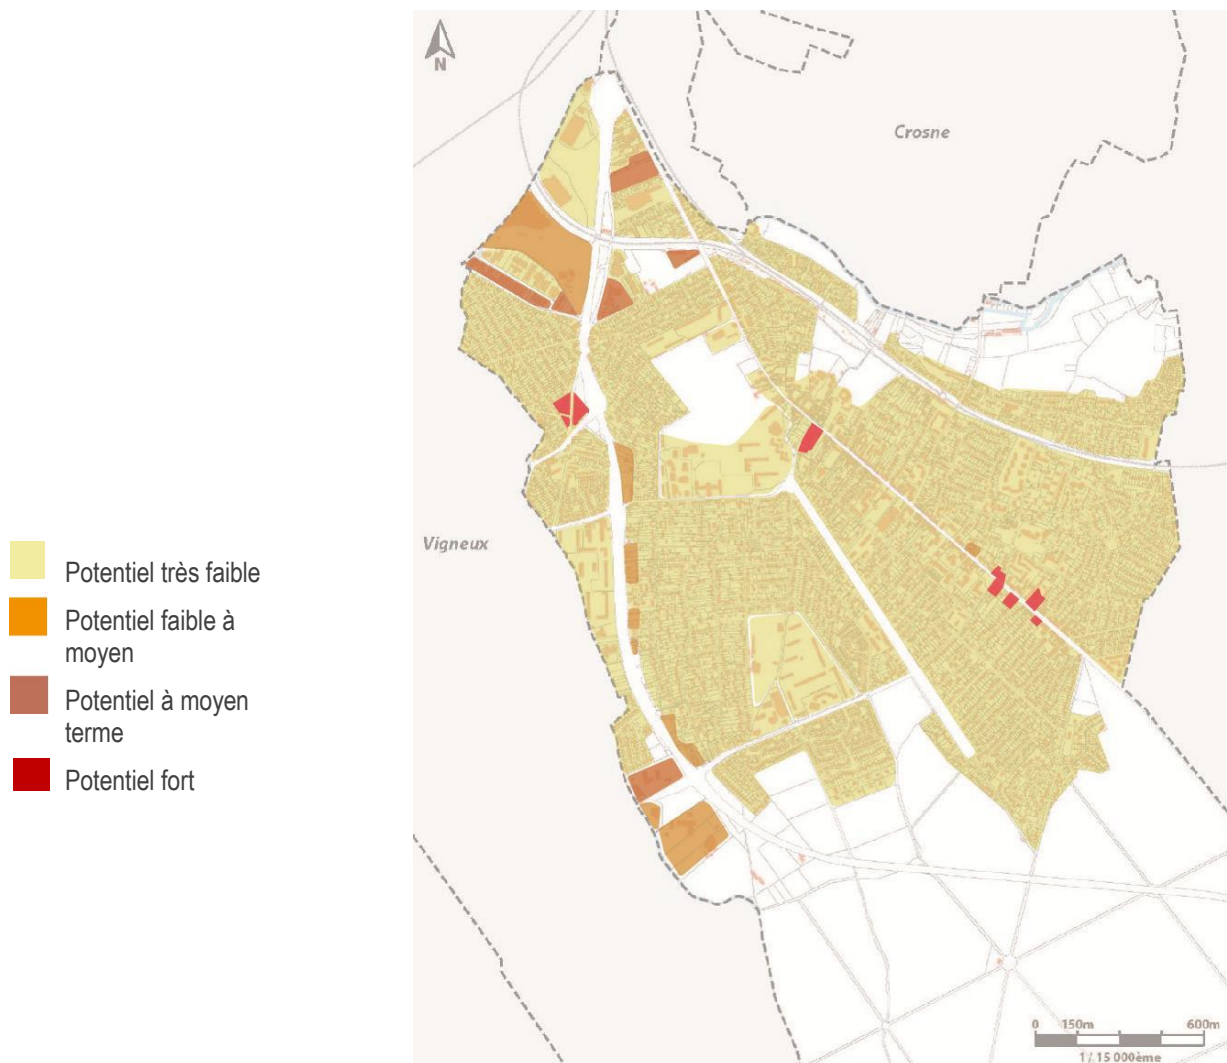 N
Crosne
Vigneux
Potentiel très faible
Potentiel faible à
moyen
Potentiel à moyen
terme
Potentiel fort
0 150m 600m
1 / 15 000ème